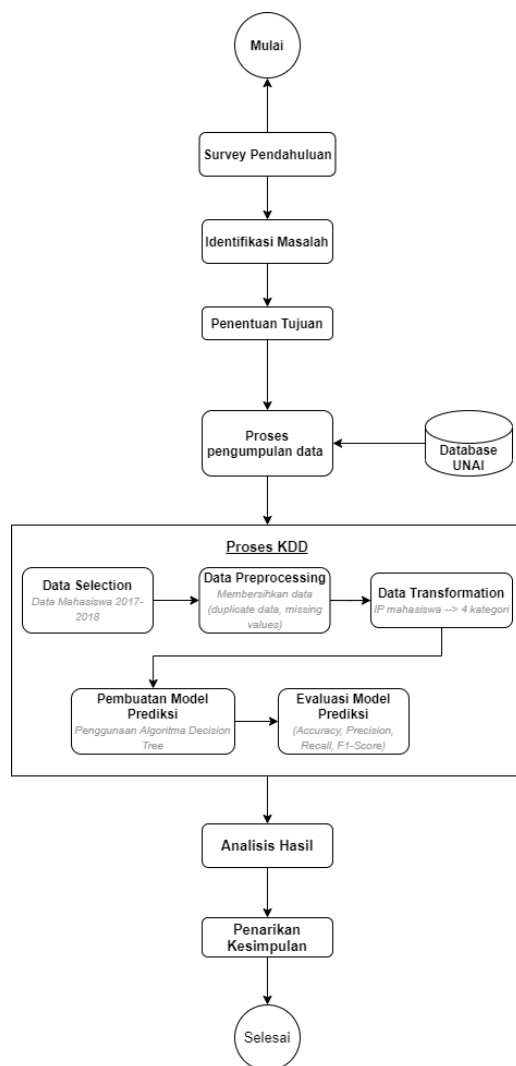 Mulai
Survey Pendahuluan
Identifikasi Masalah
Penentuan Tujuan
Proses
pengumpulan data
Database
UNAI
Proses KDD
Data Selection
Data Mahasiswa 2017-
2018
Data Preprocessing
Membersihkan data
(duplicate data, missing
values)
Data Transformation
IP mahasiswa --> 4 kategori
Pembuatan Model
Prediksi
Penggunaan Algoritma Decision
Tree
Evaluasi Model
Prediksi
(Accuracy, Precision,
Recall, F1-Score)
Analisis Hasil
Penarikan
Kesimpulan
Selesai